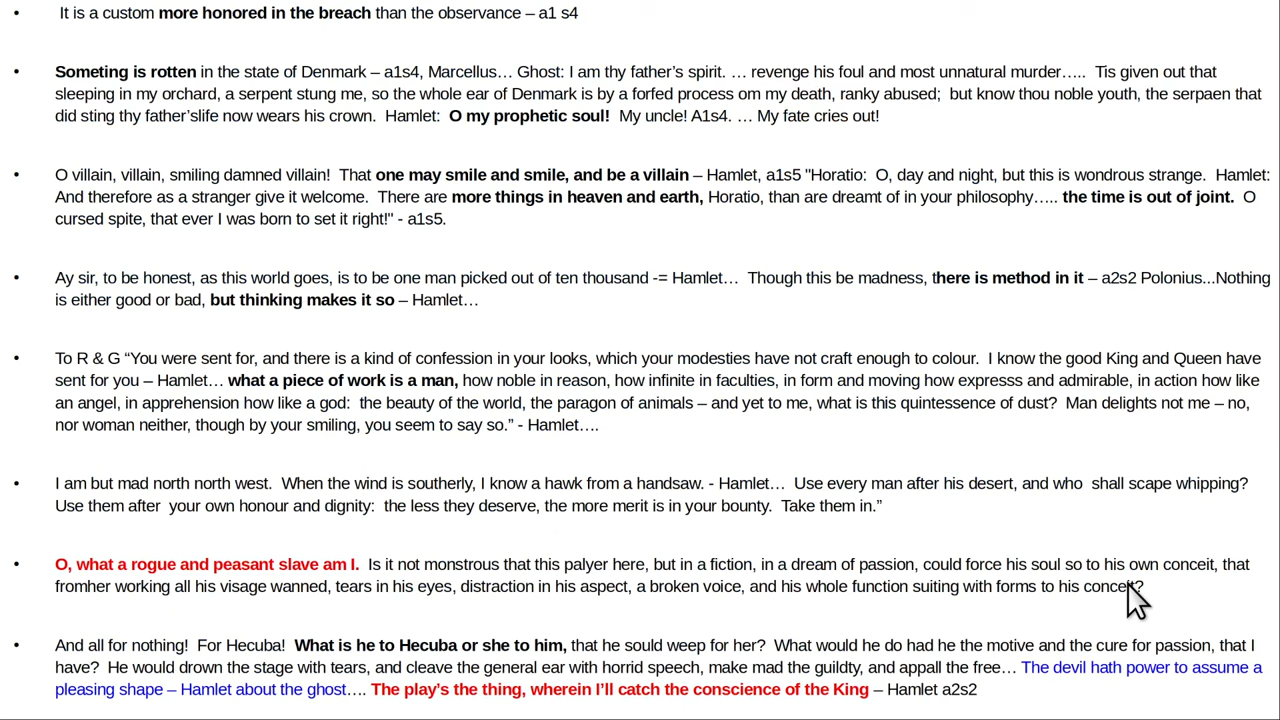 •  It is a custom more honored in the breach than the observance – a1 s4
•  Someting is rotten in the state of Denmark – a1s4, Marcellus… Ghost: I am thy father’s spirit. … revenge his foul and most unnatural murder…..  Tis given out that
sleeping in my orchard, a serpent stung me, so the whole ear of Denmark is by a forfed process om my death, ranky abused;  but know thou noble youth, the serpaen that
did sting thy father’slife now wears his crown.  Hamlet:  O my prophetic soul!  My uncle! A1s4. … My fate cries out!
•  O villain, villain, smiling damned villain!  That one may smile and smile, and be a villain – Hamlet, a1s5 "Horatio:  O, day and night, but this is wondrous strange.  Hamlet:
And therefore as a stranger give it welcome.  There are more things in heaven and earth, Horatio, than are dreamt of in your philosophy….. the time is out of joint.  O
cursed spite, that ever I was born to set it right!" - a1s5.
•  Ay sir, to be honest, as this world goes, is to be one man picked out of ten thousand -= Hamlet…  Though this be madness, there is method in it – a2s2 Polonius...Nothing
is either good or bad, but thinking makes it so – Hamlet…
•  To R & G “You were sent for, and there is a kind of confession in your looks, which your modesties have not craft enough to colour.  I know the good King and Queen have
sent for you – Hamlet… what a piece of work is a man, how noble in reason, how infinite in faculties, in form and moving how expresss and admirable, in action how like
an angel, in apprehension how like a god:  the beauty of the world, the paragon of animals – and yet to me, what is this quintessence of dust?  Man delights not me – no,
nor woman neither, though by your smiling, you seem to say so.” - Hamlet….
•  I am but mad north north west.  When the wind is southerly, I know a hawk from a handsaw. - Hamlet…  Use every man after his desert, and who  shall scape whipping?
Use them after  your own honour and dignity:  the less they deserve, the more merit is in your bounty.  Take them in.”
•  O, what a rogue and peasant slave am I.  Is it not monstrous that this palyer here, but in a fiction, in a dream of passion, could force his soul so to his own conceit, that
fromher working all his visage wanned, tears in his eyes, distraction in his aspect, a broken voice, and his whole function suiting with forms to his conceit?
•  And all for nothing!  For Hecuba!  What is he to Hecuba or she to him, that he sould weep for her?  What would he do had he the motive and the cure for passion, that I
have?  He would drown the stage with tears, and cleave the general ear with horrid speech, make mad the guildty, and appall the free… The devil hath power to assume a
pleasing shape – Hamlet about the ghost…. The play’s the thing, wherein I’ll catch the conscience of the King – Hamlet a2s2